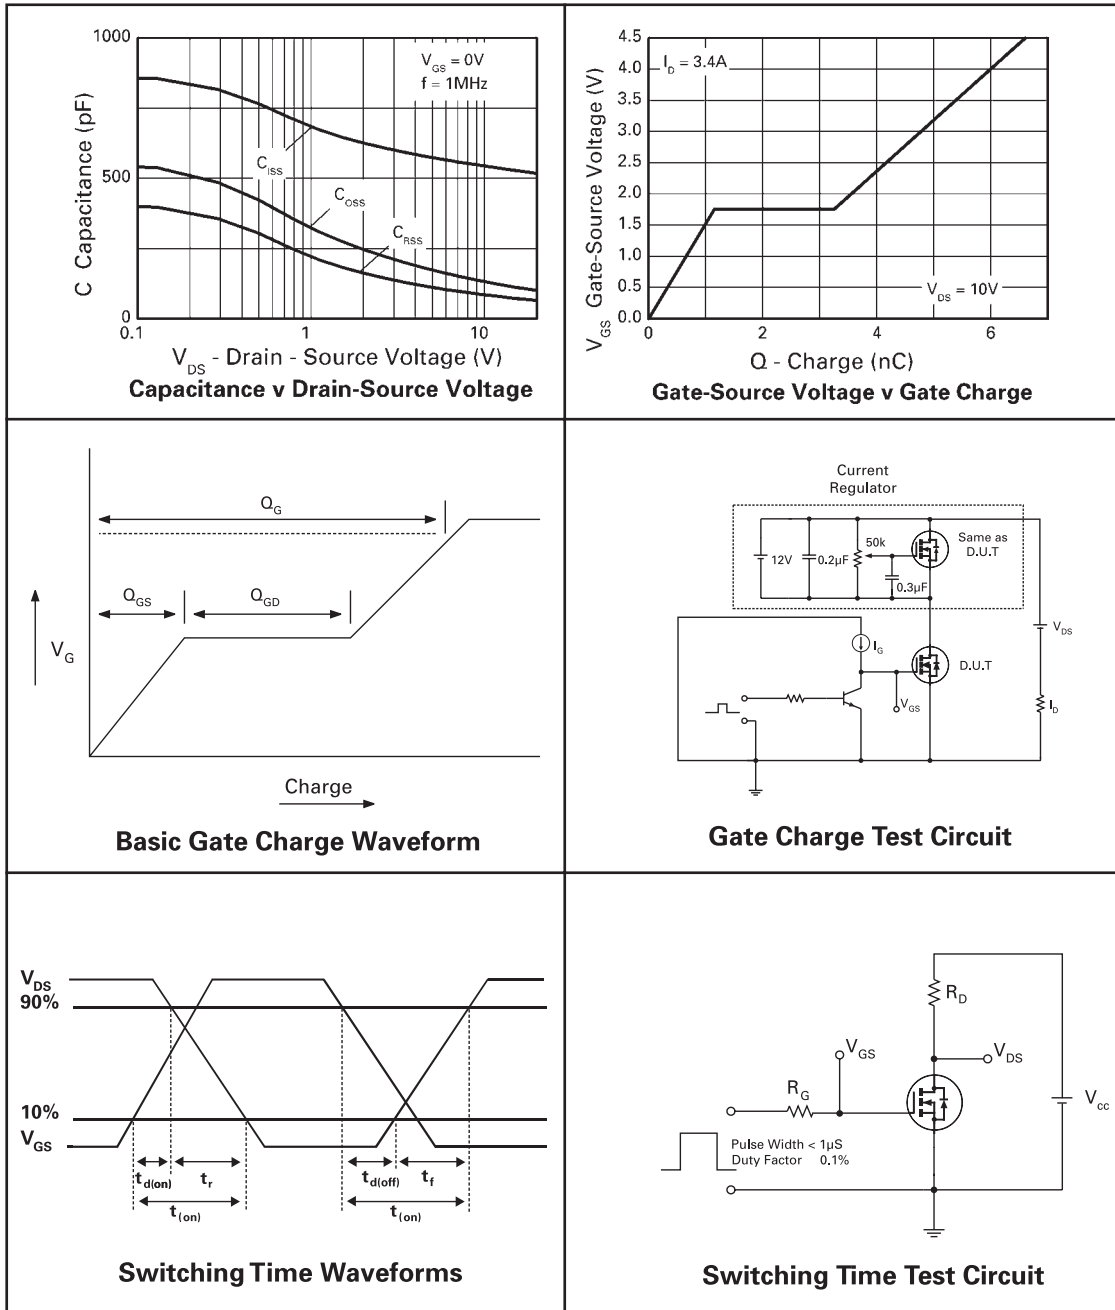 1000
500
0
0.1
1
10
C Capacitance (pF)
V_GS = 0V
f = 1MHz
C_ISS
C_OSS
C_RSS
V_DS - Drain - Source Voltage (V)
Capacitance v Drain-Source Voltage
4.5
4.0
3.5
3.0
2.5
2.0
1.5
1.0
0.5
0.0
0
2
4
6
V_GS Gate-Source Voltage (V)
I_D = 3.4A
V_DS = 10V
Q - Charge (nC)
Gate-Source Voltage v Gate Charge
Q_G
Q_GS
Q_GD
V_G
Charge
Basic Gate Charge Waveform
Current
Regulator
12V
0.2µF
50k
0.3µF
Same as
D.U.T
V_DS
I_G
D.U.T
V_GS
I_D
Gate Charge Test Circuit
V_DS
90%
10%
V_GS
t_d(on)
t_r
t_d(off)
t_f
t_(on)
t_(on)
Switching Time Waveforms
R_D
V_GS
V_DS
R_G
V_cc
Pulse Width < 1µS
Duty Factor 0.1%
Switching Time Test Circuit